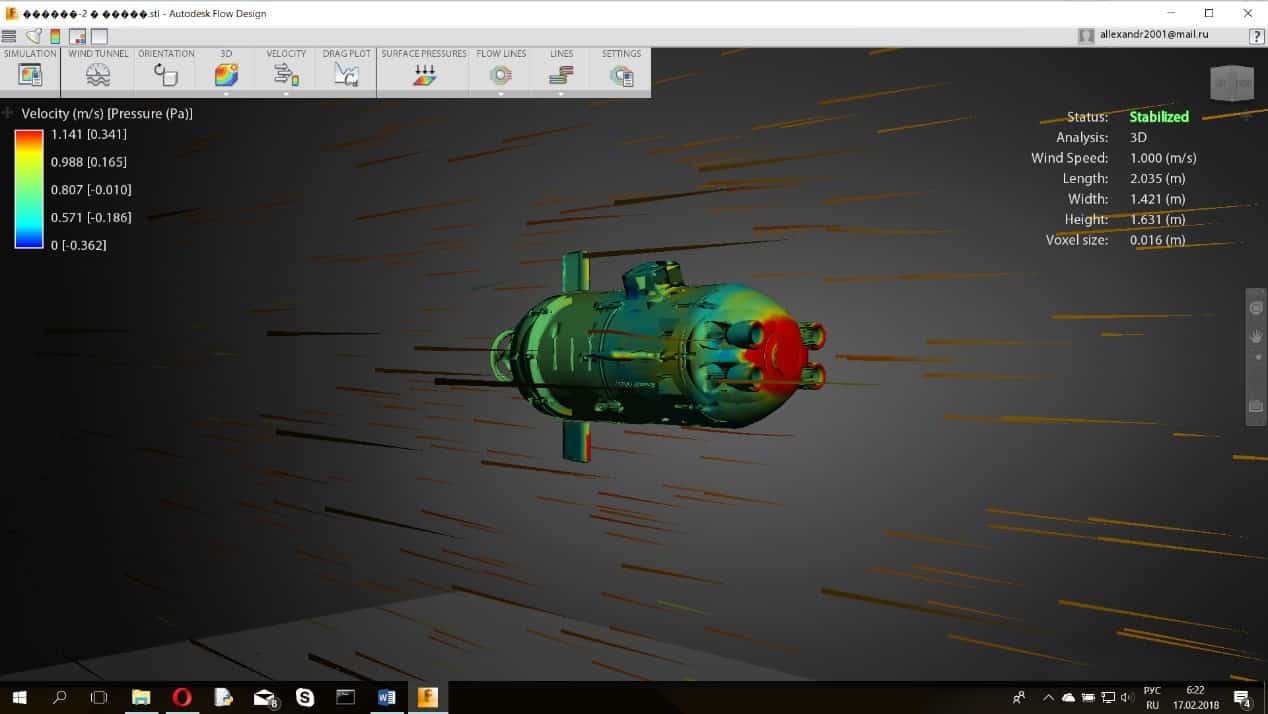 ������-2 � �����.stl - Autodesk Flow Design
allexandr2001@mail.ru
?
SIMULATION WIND TUNNEL ORIENTATION 3D VELOCITY DRAG PLOT SURFACE PRESSURES FLOW LINES LINES SETTINGS
Velocity (m/s) [Pressure (Pa)]
1.141 [0.341]
0.988 [0.165]
0.807 [-0.010]
0.571 [-0.186]
0 [-0.362]
Status: Stabilized
Analysis: 3D
Wind Speed: 1.000 (m/s)
Length: 2.035 (m)
Width: 1.421 (m)
Height: 1.631 (m)
Voxel size: 0.016 (m)
8
РУС
RU
6:22
17.02.2018
4